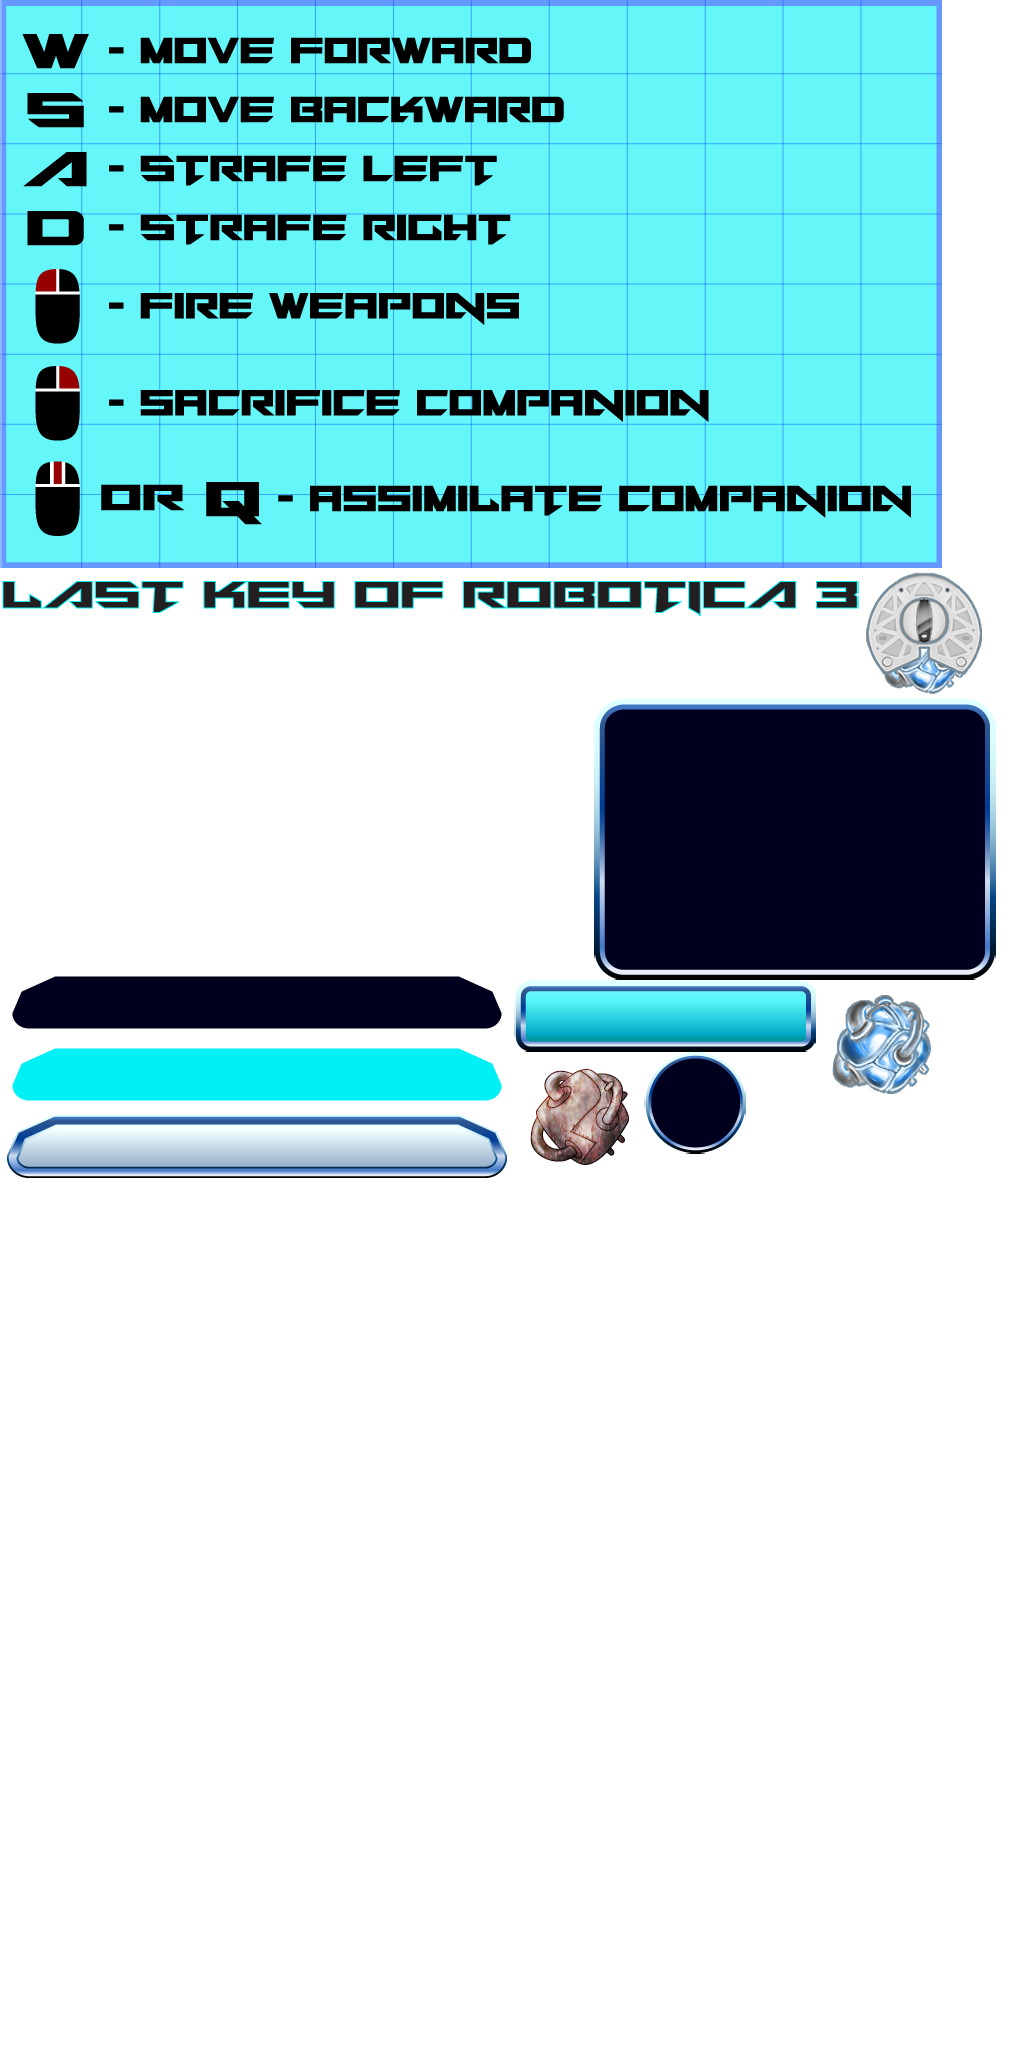 W - MOVE FORWARD
S - MOVE BACKWARD
A - STRAFE LEFT
D - STRAFE RIGHT
- FIRE WEAPONS
- SACRIFICE COMPANION
OR Q - ASSIMILATE COMPANION
LAST KEY OF ROBOTICA 3